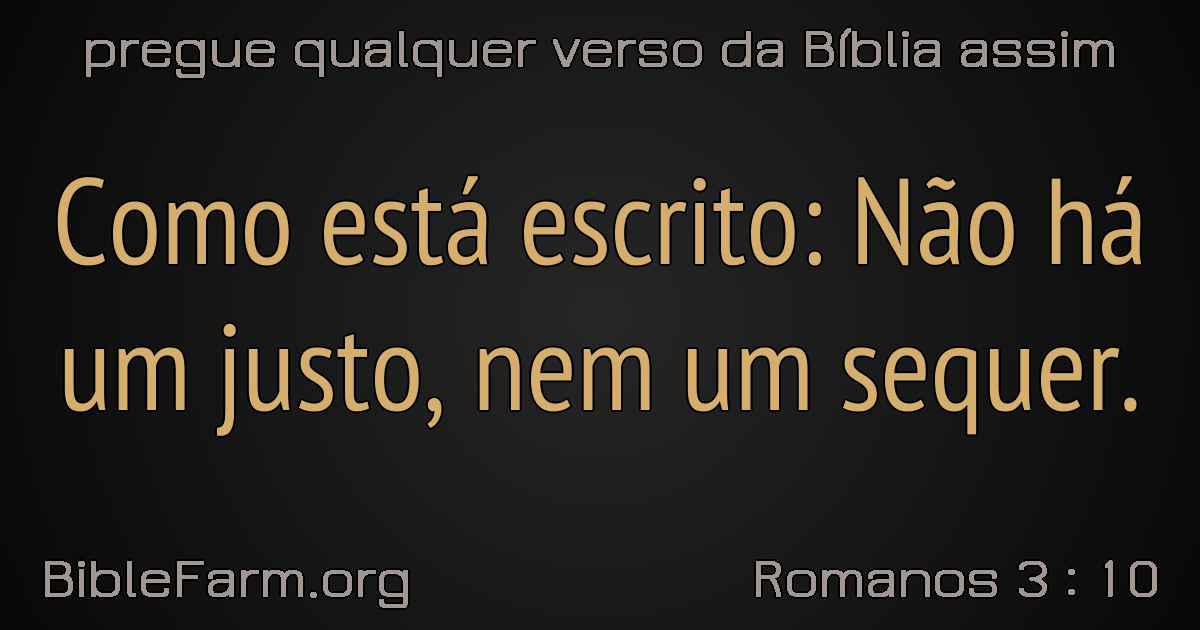 pregue qualquer verso da Bíblia assim
Como está escrito: Não há
um justo, nem um sequer.
BibleFarm.org
Romanos 3 : 10